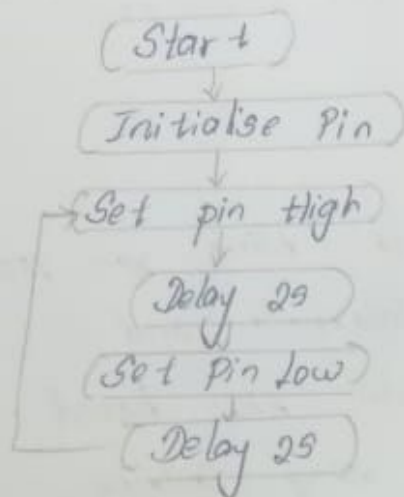 Start
Initialise Pin
Set pin High
Delay 2s
Set Pin Low
Delay 2s